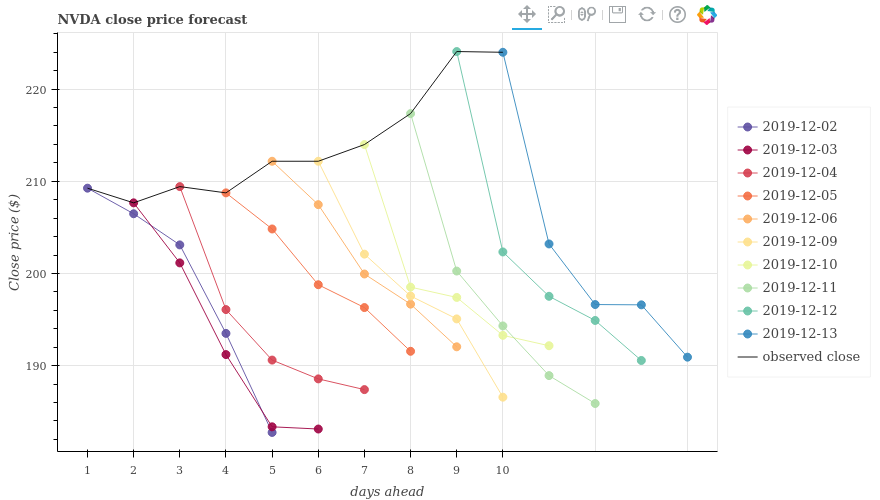 NVDA close price forecast
Close price ($)
220
210
200
190
1 2 3 4 5 6 7 8 9 10
days ahead
2019-12-02
2019-12-03
2019-12-04
2019-12-05
2019-12-06
2019-12-09
2019-12-10
2019-12-11
2019-12-12
2019-12-13
observed close